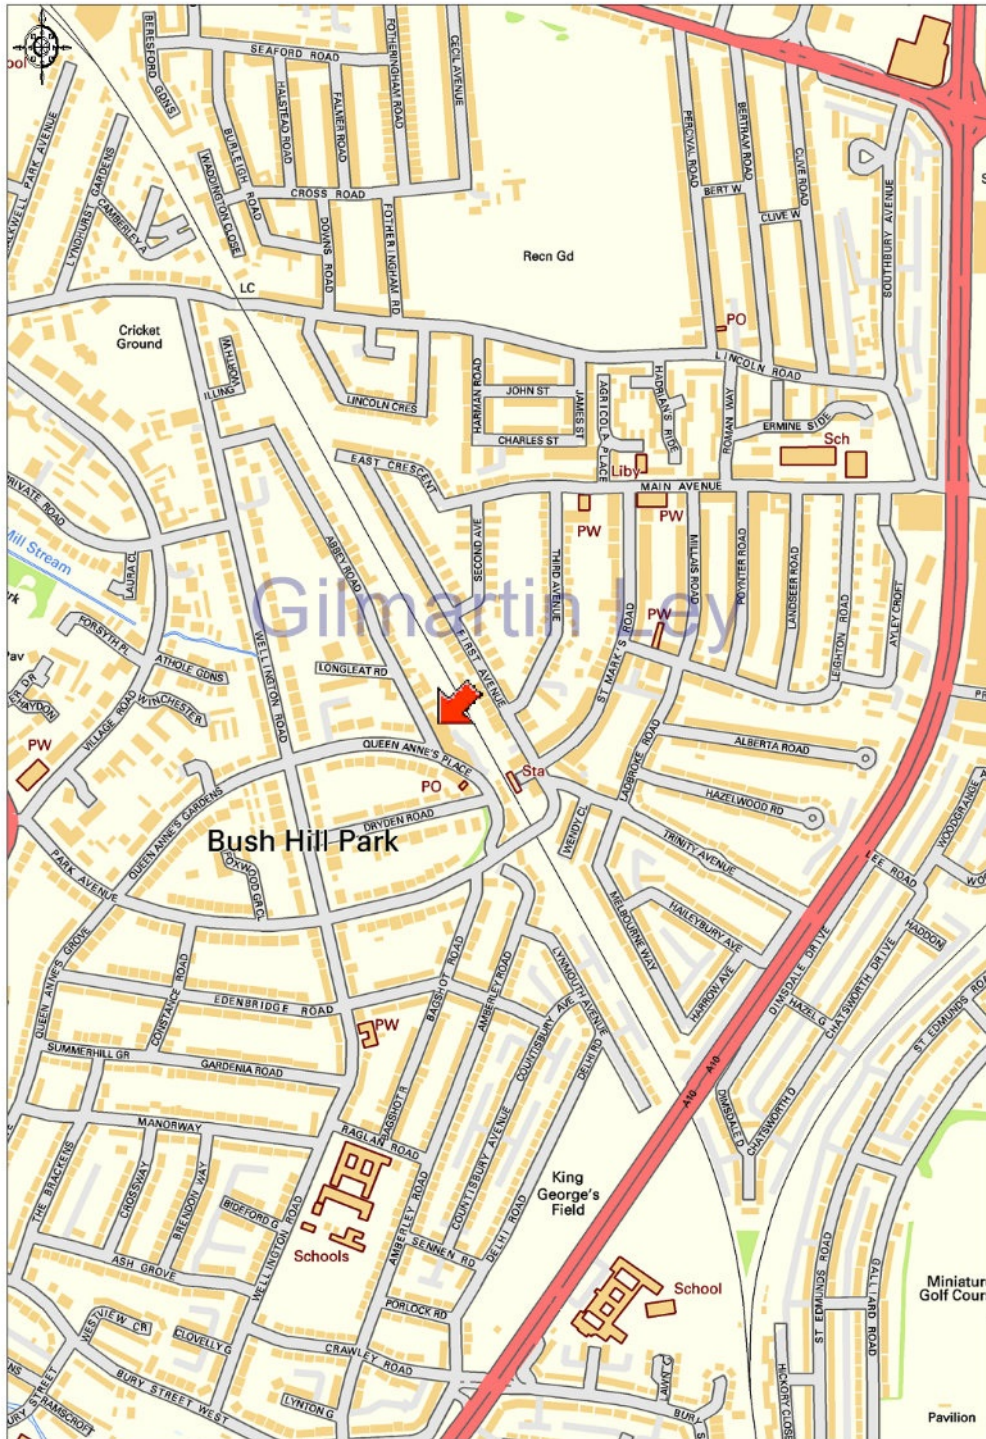 BERESFORD GDNS
SEAFORD ROAD
FOTHERINGHAM ROAD
CECIL AVENUE
HALSTEAD ROAD
FALMER ROAD
BURLEIGH ROAD
WADDINGTON CLOSE
CROSS ROAD
DOWNS ROAD
FOTHERINGHAM RD
PERCIVAL ROAD
BERTRAM ROAD
CLIVE ROAD
BERT W
CLIVE W
SOUTHBURY AVENUE
PARK AVENUE
LYNDHURST GARDENS
CAMBERLEY A
LC
Recn Gd
Cricket
Ground
PO
LINCOLN ROAD
ILLING
WORTH W
LINCOLN CRES
HARMAN ROAD
JOHN ST
JAMES ST
CHARLES ST
AGRICOLA PLACE
HADRIAN'S RIDE
ROMAN WAY
ERMINE SIDE
Sch
Liby
EAST CRESCENT
MAIN AVENUE
PW
PW
PRIVATE ROAD
Mill Stream
LAURA CL
ABBEY ROAD
SECOND AVE
THIRD AVENUE
MILLAIS ROAD
POYNTER ROAD
LANDSEER ROAD
LEIGHTON ROAD
AYLEY CROFT
Gilmartin Ley
PW
FORSYTH PL
ATHOLE GDNS
WINCHESTER
VILLAGE ROAD
WELLINGTON ROAD
LONGLEAT RD
FIRST AVENUE
ST MARK'S ROAD
PW
QUEEN ANNE'S PLACE
Sta
PO
LADBROKE ROAD
ALBERTA ROAD
HAZELWOOD RD
DRYDEN ROAD
Bush Hill Park
QUEEN ANNE'S GARDENS
FOXWOOD GR CL
PARK AVENUE
WENDY CL
TRINITY AVENUE
LEE ROAD
MELBOURNE WAY
HAILEYBURY AVE
HARROW AVE
DIMSDALE DRIVE
CHATSWORTH DRIVE
HADDON
HAZEL G
ST EDMUNDS ROAD
QUEEN ANNE'S GROVE
CONSTANCE ROAD
EDENBRIDGE ROAD
BAGSHOT ROAD
AMBERLEY ROAD
LYNMOUTH AVENUE
COUNTISBURY AVE
DELHI RD
PW
SUMMERHILL GR
GARDENIA ROAD
A10
A10
DIMSDALE D
CHATSWORTH D
MANORWAY
RAGLAN ROAD
BAGSHOT R
THE BRACKENS
CROSSWAY
BRENDON WAY
BIDEFORD G
WELLINGTON ROAD
Schools
AMBERLEY ROAD
COUNTISBURY AVENUE
SENNEN RD
DELHI ROAD
King
George's
Field
ASH GROVE
PORLOCK RD
School
ST EDMUNDS ROAD
GALLIARD ROAD
WESTVIEW CR
CLOVELLY G
CRAWLEY ROAD
BURY STREET WEST
LYNTON G
RAMSCROFT
HICKORY CLOSE
Pavilion